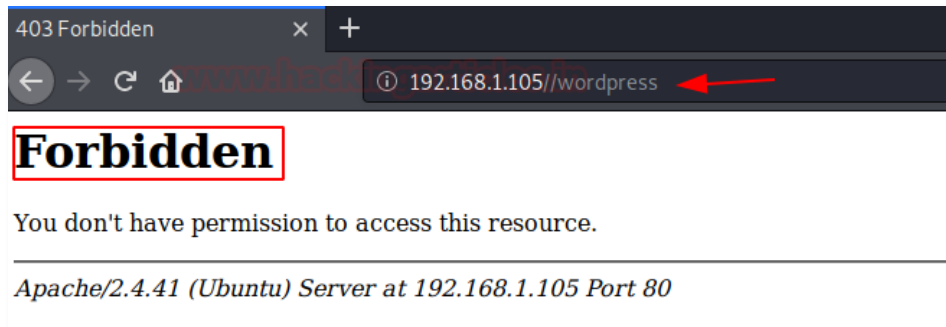 403 Forbidden
192.168.1.105//wordpress
Forbidden
You don't have permission to access this resource.
Apache/2.4.41 (Ubuntu) Server at 192.168.1.105 Port 80